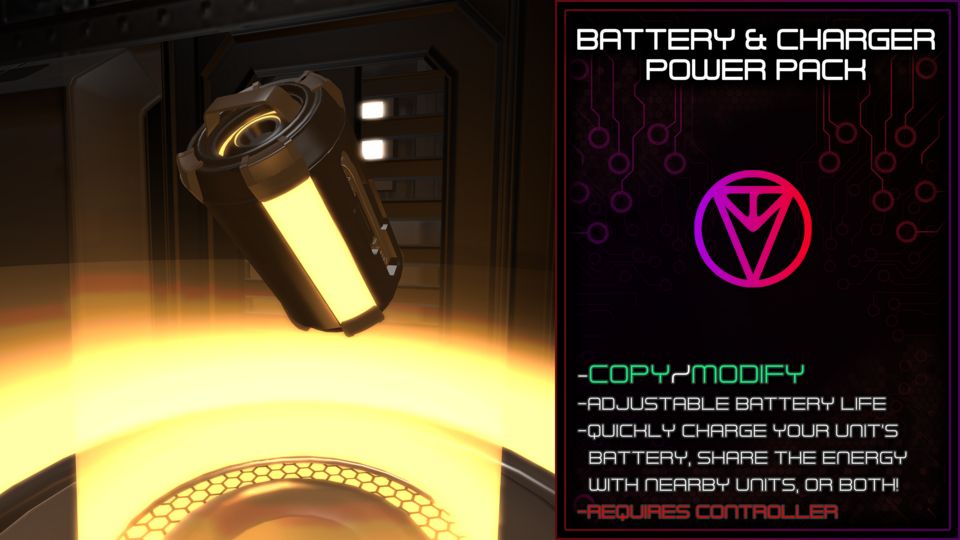 BATTERY & CHARGER
POWER PACK
-COPY/MODIFY
-ADJUSTABLE BATTERY LIFE
-QUICKLY CHARGE YOUR UNIT'S
BATTERY, SHARE THE ENERGY
WITH NEARBY UNITS, OR BOTH!
-REQUIRES CONTROLLER